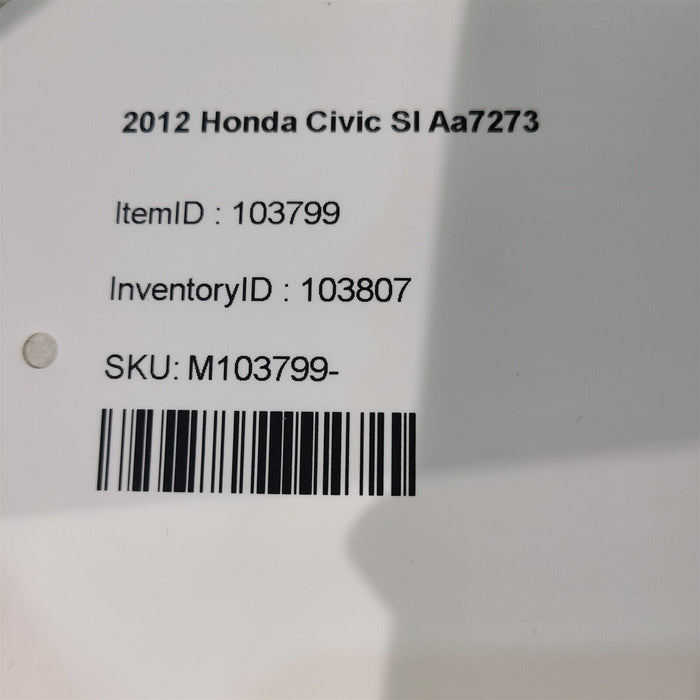 2012 Honda Civic SI Aa7273
ItemID : 103799
InventoryID : 103807
SKU: M103799-